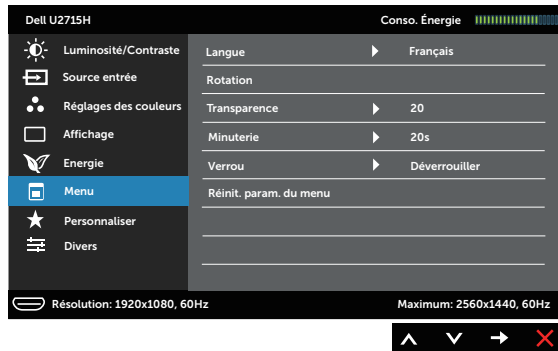 Dell U2715H Conso. Énergie
Luminosité/Contraste
Source entrée
Réglages des couleurs
Affichage
Energie
Menu
Personnaliser
Divers
Langue Français
Rotation
Transparence 20
Minuterie 20s
Verrou Déverrouiller
Réinit. param. du menu
Résolution: 1920x1080, 60Hz Maximum: 2560x1440, 60Hz